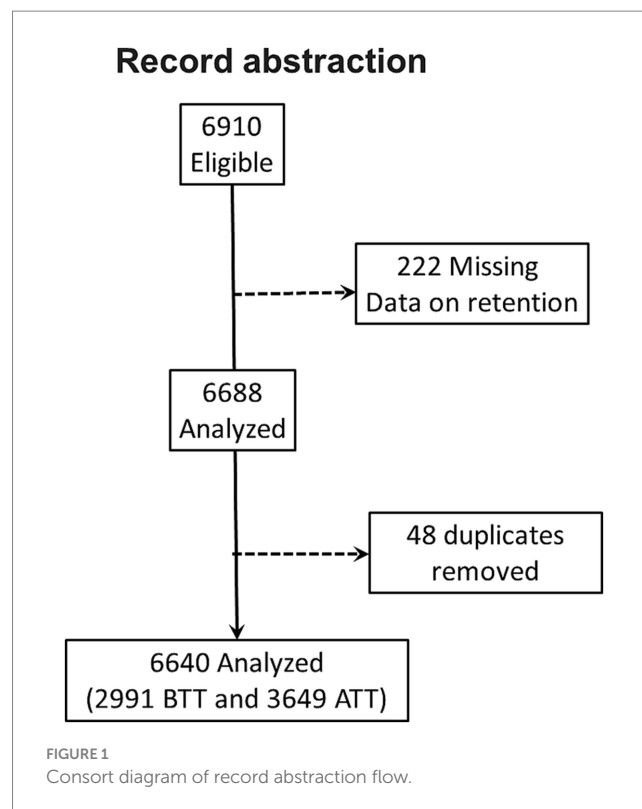 Record abstraction
6910
Eligible
222 Missing
Data on retention
6688
Analyzed
48 duplicates
removed
6640 Analyzed
(2991 BTT and 3649 ATT)
FIGURE 1
Consort diagram of record abstraction flow.